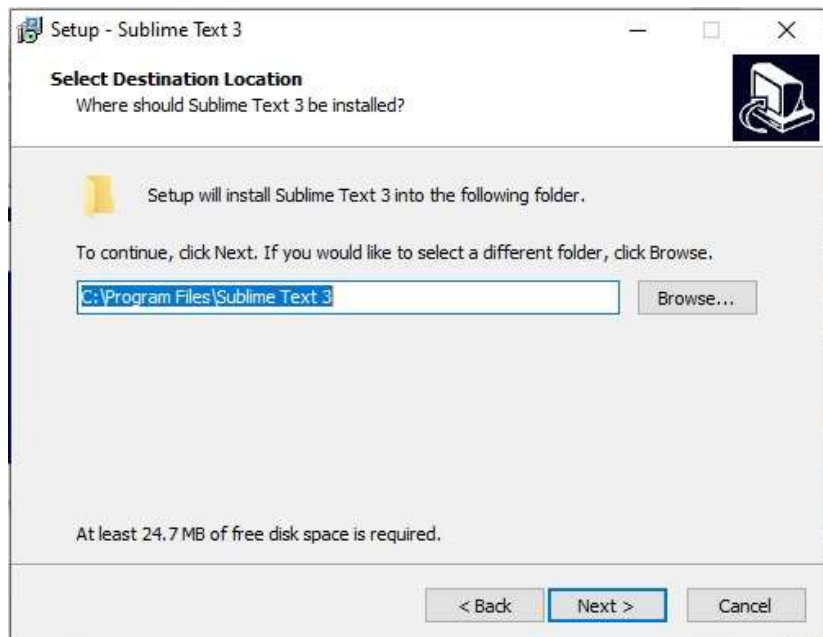 Setup - Sublime Text 3
Select Destination Location
Where should Sublime Text 3 be installed?
Setup will install Sublime Text 3 into the following folder.
To continue, click Next. If you would like to select a different folder, click Browse.
C:\Program Files\Sublime Text 3
Browse...
At least 24.7 MB of free disk space is required.
< Back
Next >
Cancel